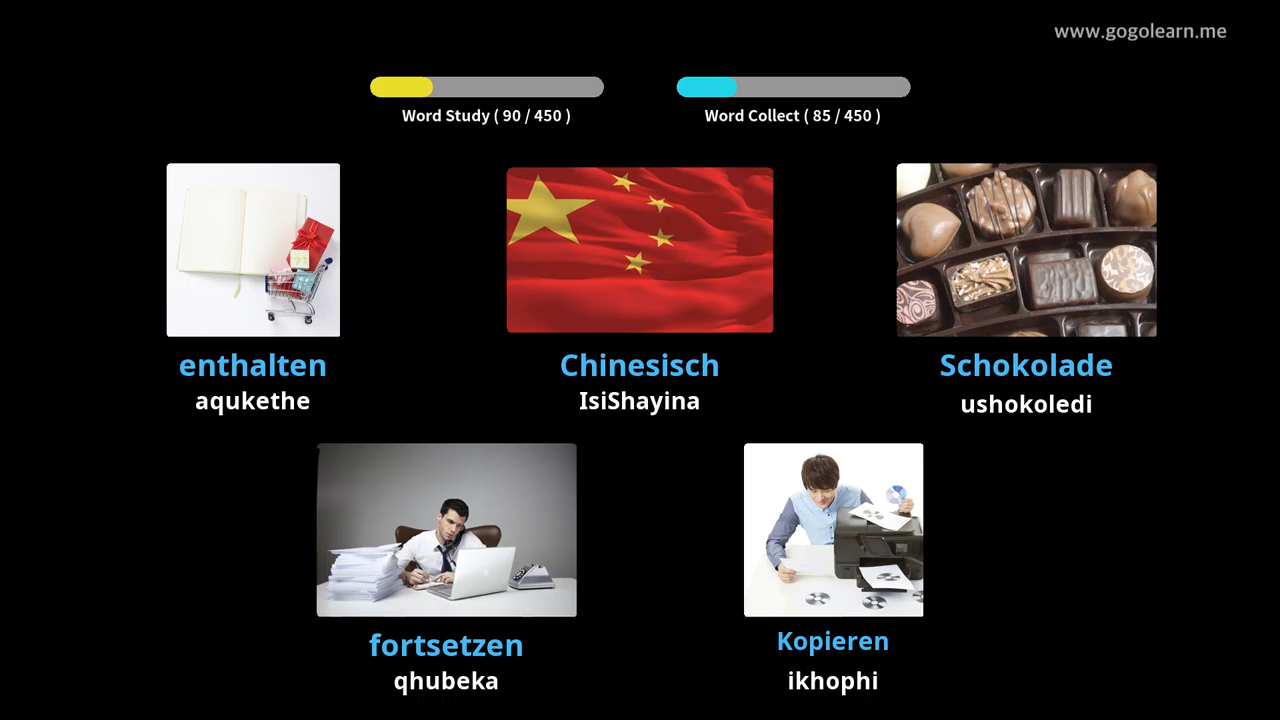 www.gogolearn.me
Word Study ( 90 / 450 )
Word Collect ( 85 / 450 )
enthalten
aqukethe
Chinesisch
IsiShayina
Schokolade
ushokoledi
fortsetzen
qhubeka
Kopieren
ikhophi